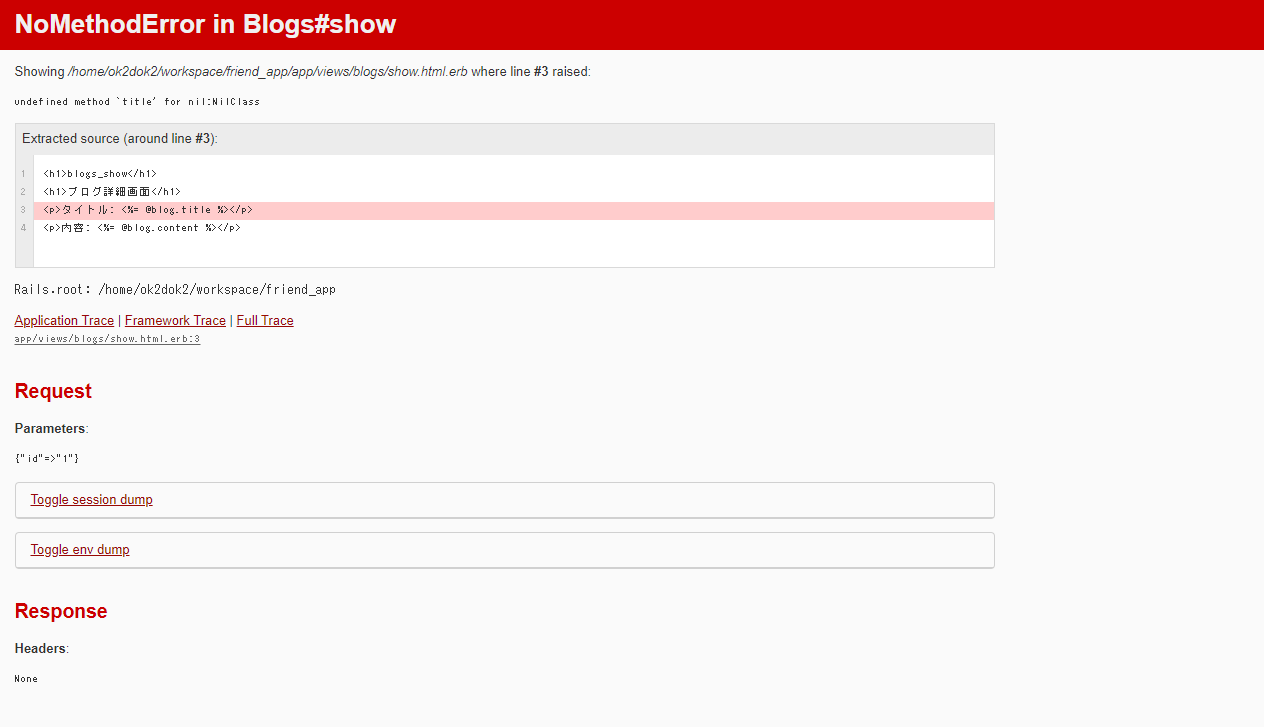 NoMethodError in Blogs#show
Showing /home/ok2dok2/workspace/friend_app/app/views/blogs/show.html.erb where line #3 raised:
undefined method `title' for nil:NilClass
Extracted source (around line #3):
1 <h1>blogs_show</h1>
2 <h1>ブログ詳細画面</h1>
3 <p>タイトル: <%= @blog.title %></p>
4 <p>内容: <%= @blog.content %></p>
Rails.root: /home/ok2dok2/workspace/friend_app
Application Trace | Framework Trace | Full Trace
app/views/blogs/show.html.erb:3
Request
Parameters:
{"id"=>"1"}
Toggle session dump
Toggle env dump
Response
Headers:
None